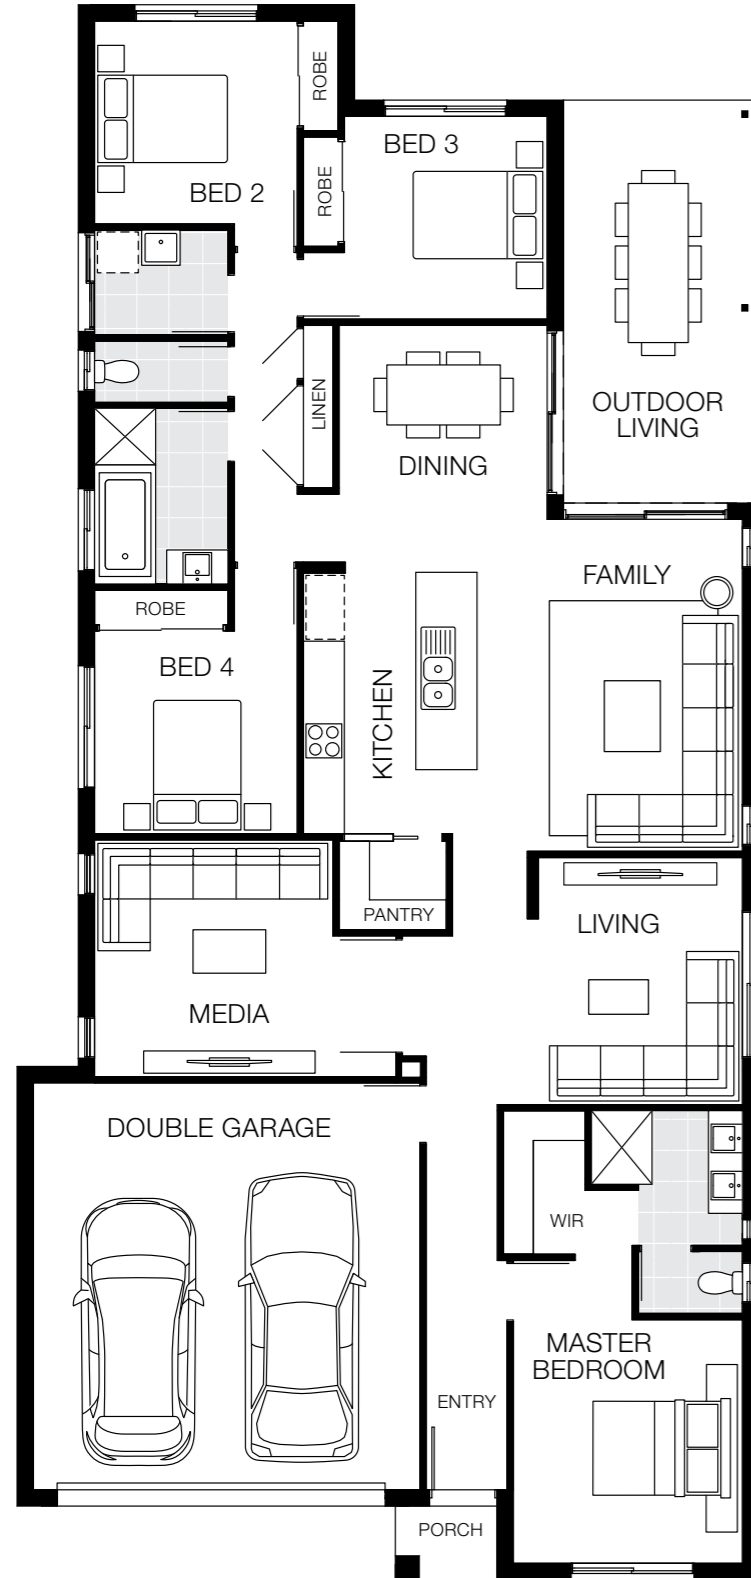 ROBE
BED 3
ROBE
BED 2
LINEN
OUTDOOR
LIVING
DINING
FAMILY
ROBE
BED 4
KITCHEN
PANTRY
LIVING
MEDIA
DOUBLE GARAGE
WIR
MASTER
BEDROOM
ENTRY
PORCH